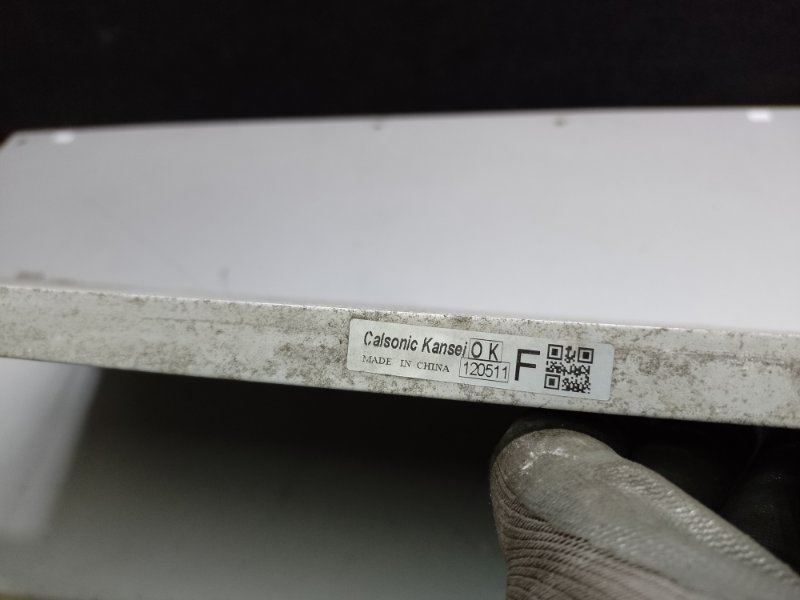 Calsonic Kansei OK
MADE IN CHINA 120511 F